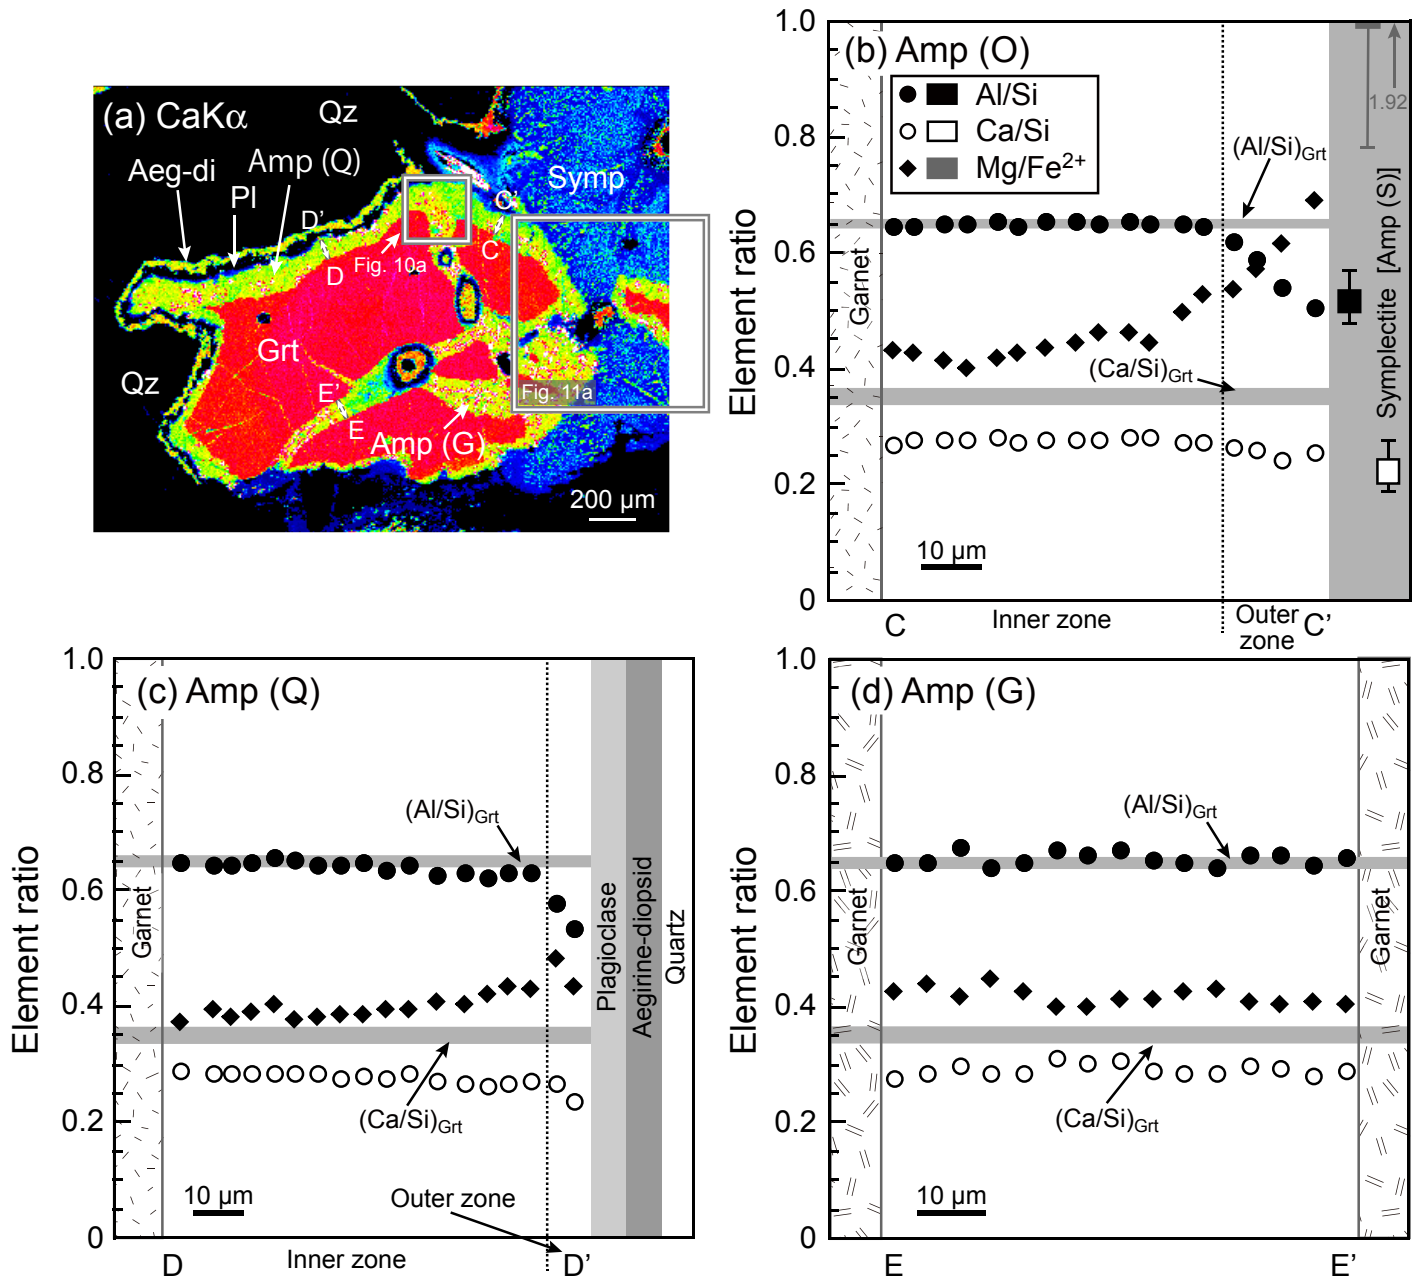 (a) CaKα
Qz
Aeg-di
Pl
Amp (Q)
Symp
D'
D
C'
C
Fig. 10a
Grt
Qz
E'
E
Amp (G)
Fig. 11a
200 µm
(b) Amp (O)
Al/Si
Ca/Si
Mg/Fe2+
(Al/Si)Grt
(Ca/Si)Grt
1.92
Garnet
Symplectite [Amp (S)]
Element ratio
1.0
0.8
0.6
0.4
0.2
0
10 µm
C
Inner zone
Outer
zone
C'
(c) Amp (Q)
(Al/Si)Grt
(Ca/Si)Grt
Garnet
Plagioclase
Aegirine-diopsid
Quartz
Element ratio
1.0
0.8
0.6
0.4
0.2
0
10 µm
Outer zone
D
Inner zone
D'
(d) Amp (G)
(Al/Si)Grt
(Ca/Si)Grt
Garnet
Garnet
Element ratio
1.0
0.8
0.6
0.4
0.2
0
10 µm
E
E'